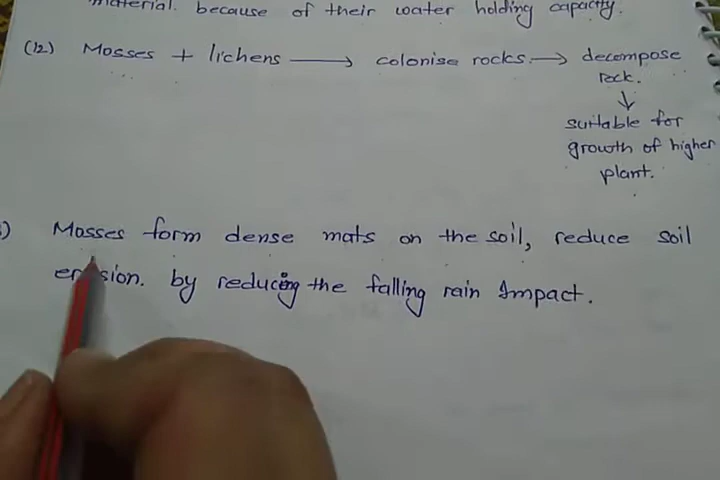 material. because of their water holding capacity.
(12) Mosses + lichens ⟶ colonise rocks. ⟶ decompose
rock.
↓
suitable for
growth of higher
plant.
) Mosses form dense mats on the soil, reduce soil
erosion. by reducing the falling rain Impact.